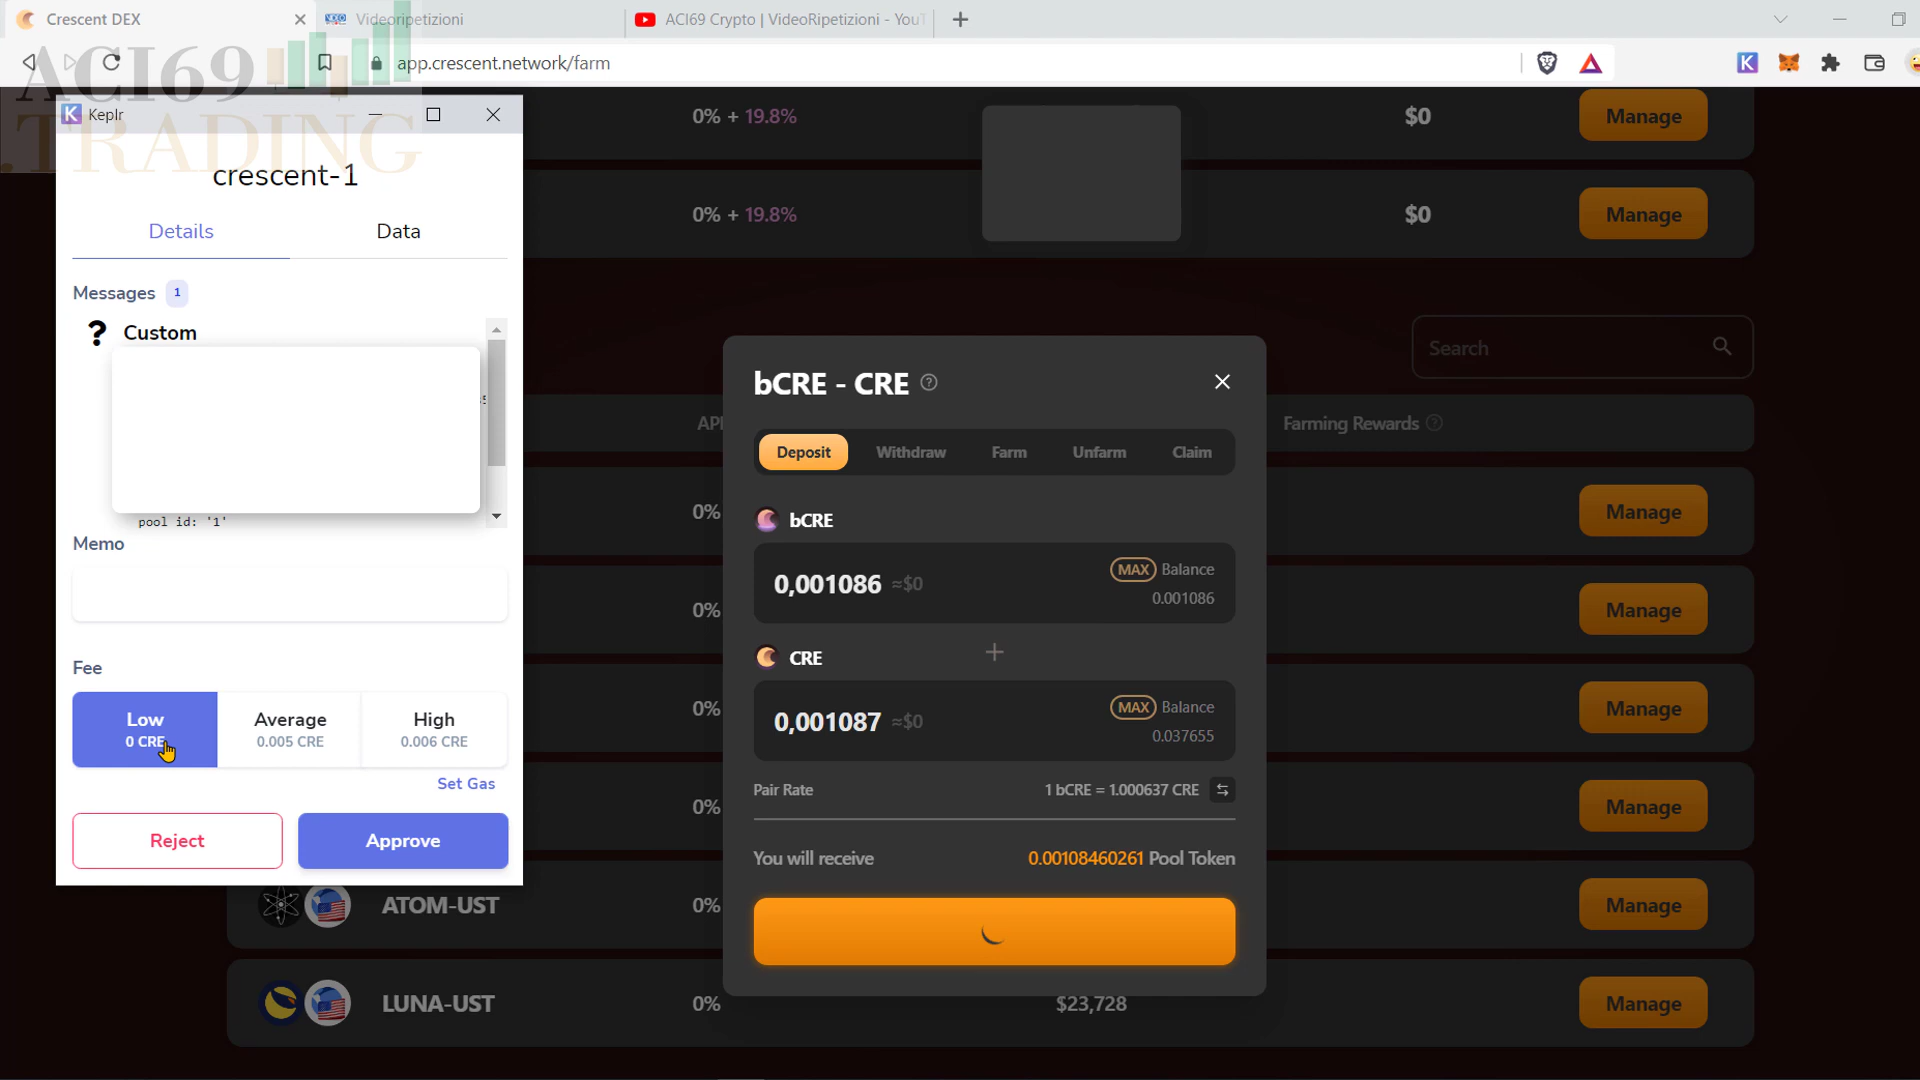 Crescent DEX
Videoripetizioni
ACI69 Crypto | VideoRipetizioni - YouT
app.crescent.network/farm
ACI69
.TRADING
Keplr
crescent-1
Details
Data
Messages 1
? Custom
pool id: '1'
Memo
Fee
Low
0 CRE
Average
0.005 CRE
High
0.006 CRE
Set Gas
Reject
Approve
0% + 19.8%
$0
Manage
0% + 19.8%
$0
Manage
Search
Farming Rewards
bCRE - CRE
Deposit
Withdraw
Farm
Unfarm
Claim
bCRE
0,001086 ≈$0
MAX Balance
0.001086
CRE
0,001087 ≈$0
MAX Balance
0.037655
Pair Rate
1 bCRE = 1.000637 CRE
You will receive
0.00108460261 Pool Token
0%
Manage
0%
Manage
0%
Manage
0%
Manage
ATOM-UST
0%
Manage
LUNA-UST
0%
$23,728
Manage